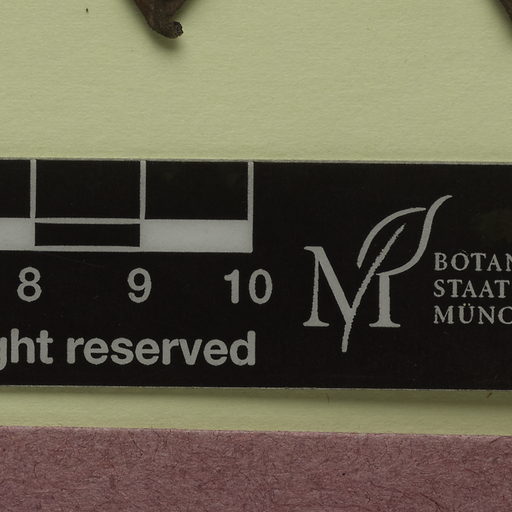 8 9 10
ght reserved
BOTAN
STAAT
MÜNC